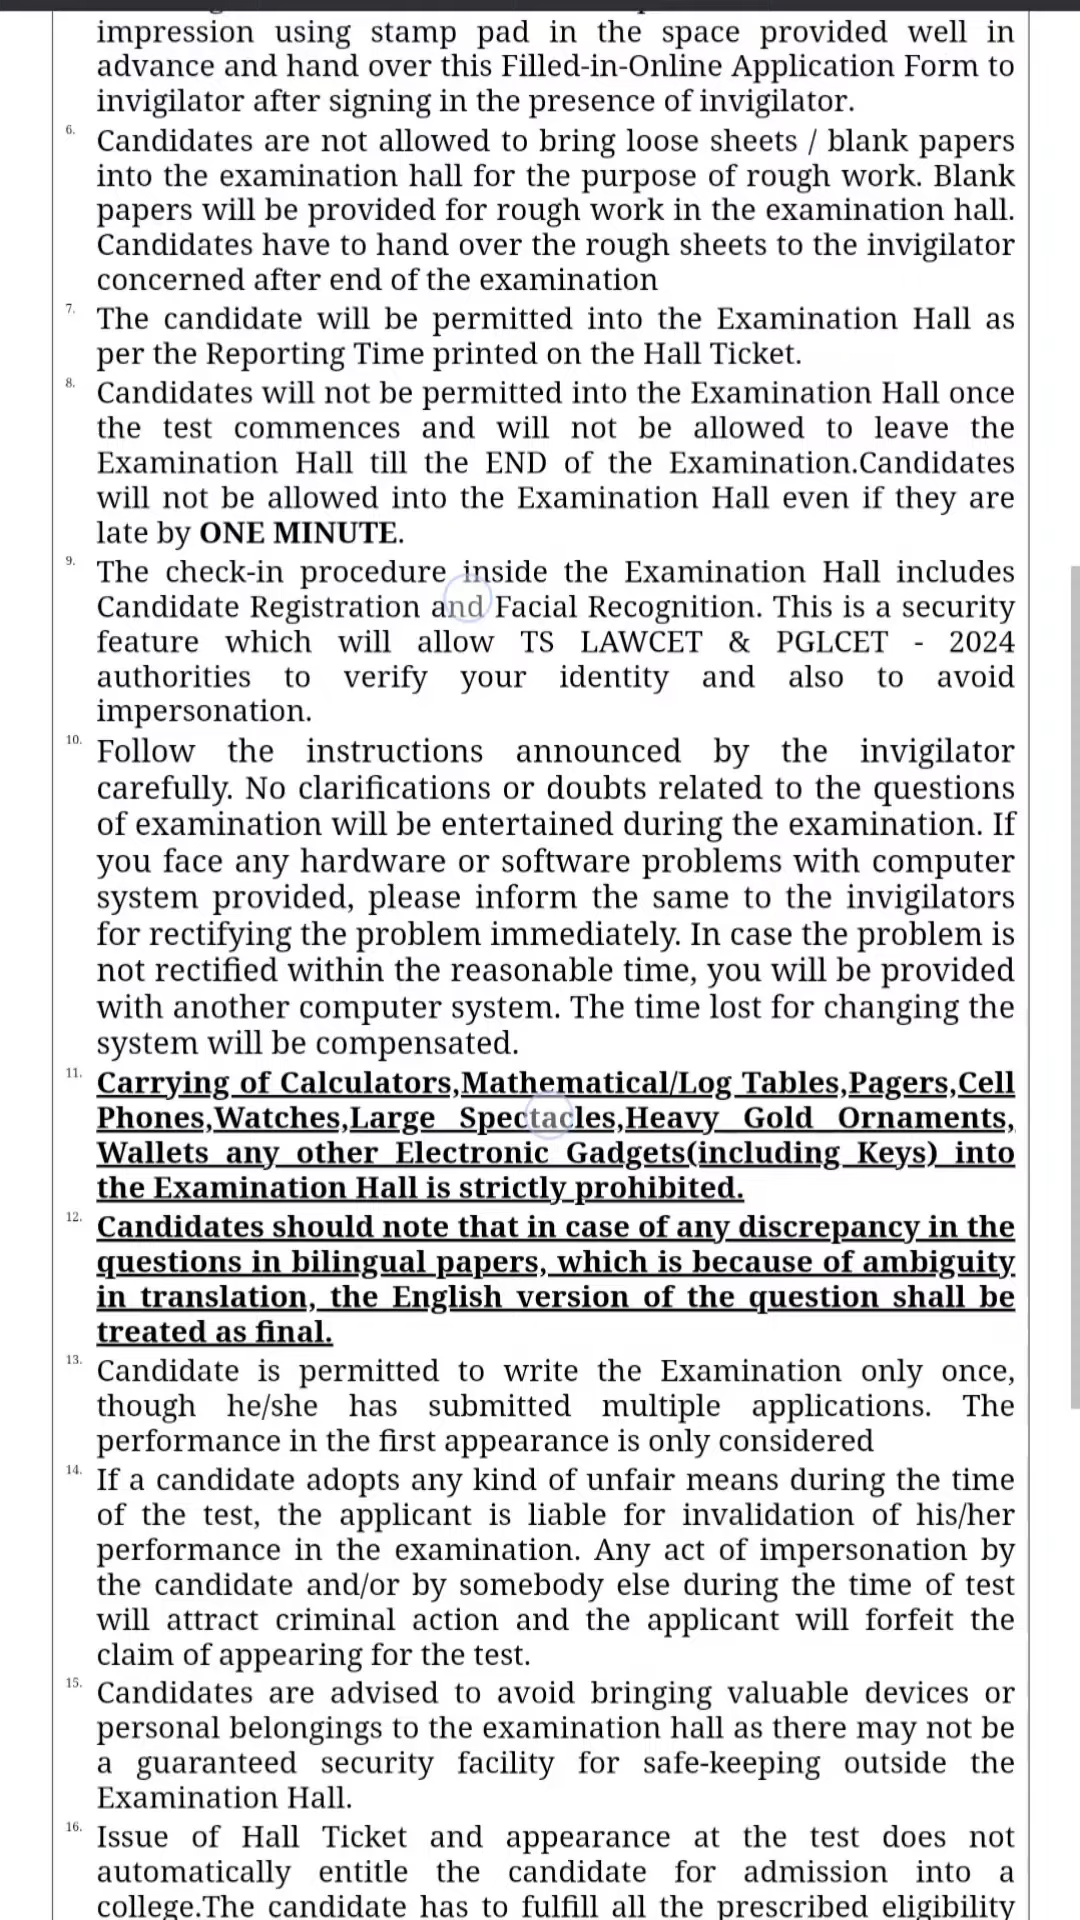 impression using stamp pad in the space provided well in
advance and hand over this Filled-in-Online Application Form to
invigilator after signing in the presence of invigilator.
6. Candidates are not allowed to bring loose sheets / blank papers
into the examination hall for the purpose of rough work. Blank
papers will be provided for rough work in the examination hall.
Candidates have to hand over the rough sheets to the invigilator
concerned after end of the examination
7. The candidate will be permitted into the Examination Hall as
per the Reporting Time printed on the Hall Ticket.
8. Candidates will not be permitted into the Examination Hall once
the test commences and will not be allowed to leave the
Examination Hall till the END of the Examination.Candidates
will not be allowed into the Examination Hall even if they are
late by ONE MINUTE.
9. The check-in procedure inside the Examination Hall includes
Candidate Registration and Facial Recognition. This is a security
feature which will allow TS LAWCET & PGLCET - 2024
authorities to verify your identity and also to avoid
impersonation.
10. Follow the instructions announced by the invigilator
carefully. No clarifications or doubts related to the questions
of examination will be entertained during the examination. If
you face any hardware or software problems with computer
system provided, please inform the same to the invigilators
for rectifying the problem immediately. In case the problem is
not rectified within the reasonable time, you will be provided
with another computer system. The time lost for changing the
system will be compensated.
11. Carrying of Calculators,Mathematical/Log Tables,Pagers,Cell
Phones,Watches,Large Spectacles,Heavy Gold Ornaments,
Wallets any other Electronic Gadgets(including Keys) into
the Examination Hall is strictly prohibited.
12. Candidates should note that in case of any discrepancy in the
questions in bilingual papers, which is because of ambiguity
in translation, the English version of the question shall be
treated as final.
13. Candidate is permitted to write the Examination only once,
though he/she has submitted multiple applications. The
performance in the first appearance is only considered
14. If a candidate adopts any kind of unfair means during the time
of the test, the applicant is liable for invalidation of his/her
performance in the examination. Any act of impersonation by
the candidate and/or by somebody else during the time of test
will attract criminal action and the applicant will forfeit the
claim of appearing for the test.
15. Candidates are advised to avoid bringing valuable devices or
personal belongings to the examination hall as there may not be
a guaranteed security facility for safe-keeping outside the
Examination Hall.
16. Issue of Hall Ticket and appearance at the test does not
automatically entitle the candidate for admission into a
college.The candidate has to fulfill all the prescribed eligibility